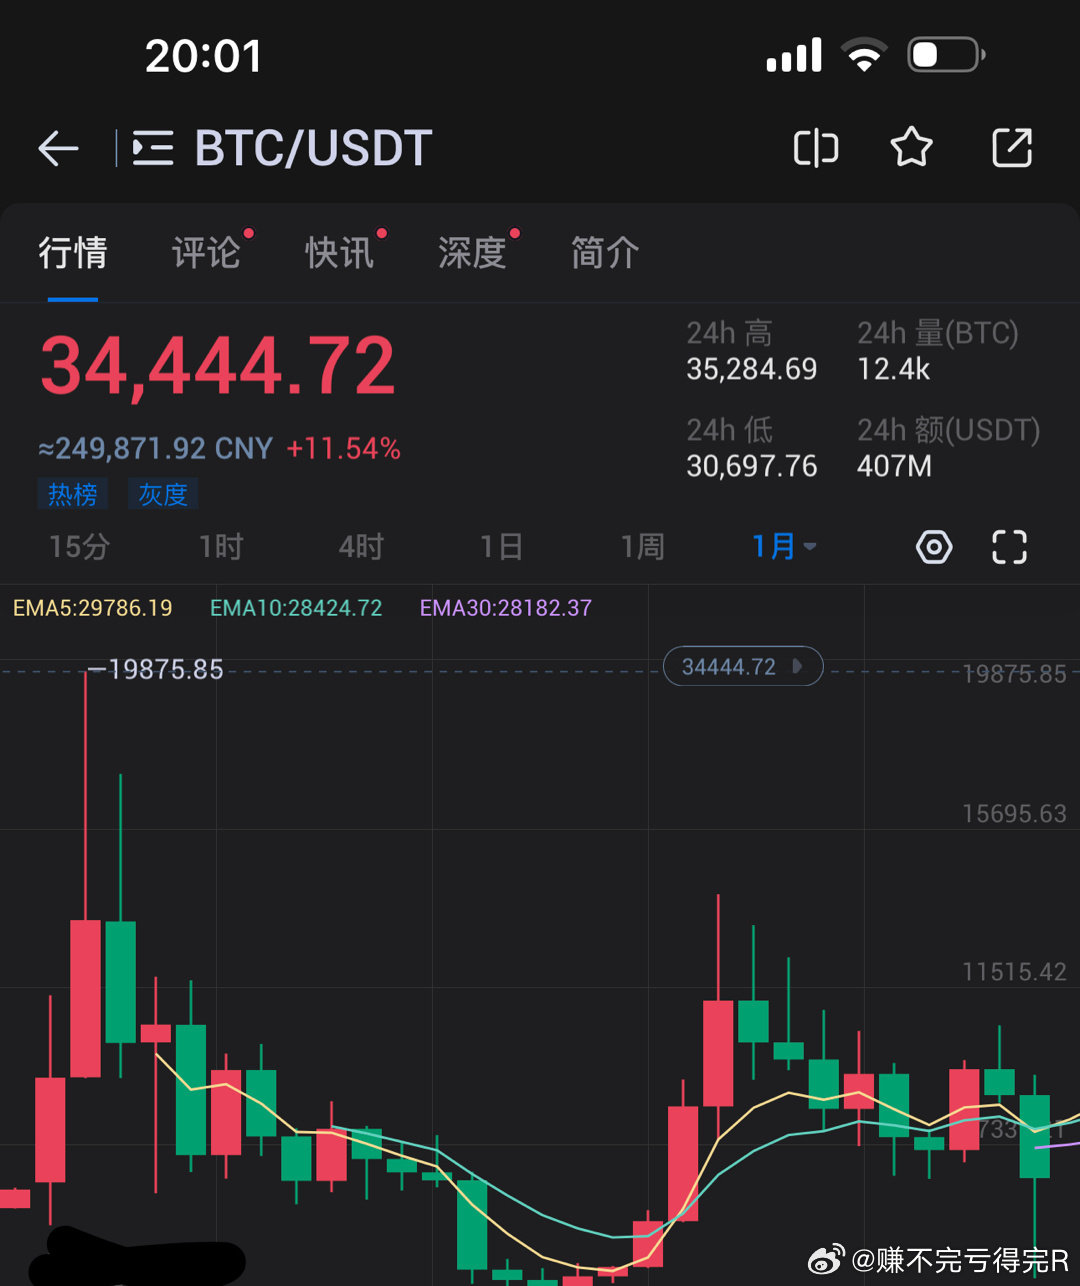 20:01
BTC/USDT
行情 评论 快讯 深度 简介
34,444.72
≈249,871.92 CNY +11.54%
热榜 灰度
24h 高 24h 量(BTC)
35,284.69 12.4k
24h 低 24h 额(USDT)
30,697.76 407M
15分 1时 4时 1日 1周 1月
EMA5:29786.19 EMA10:28424.72 EMA30:28182.37
19875.85 34444.72 19875.85
15695.63
11515.42
@赚不完亏得完R